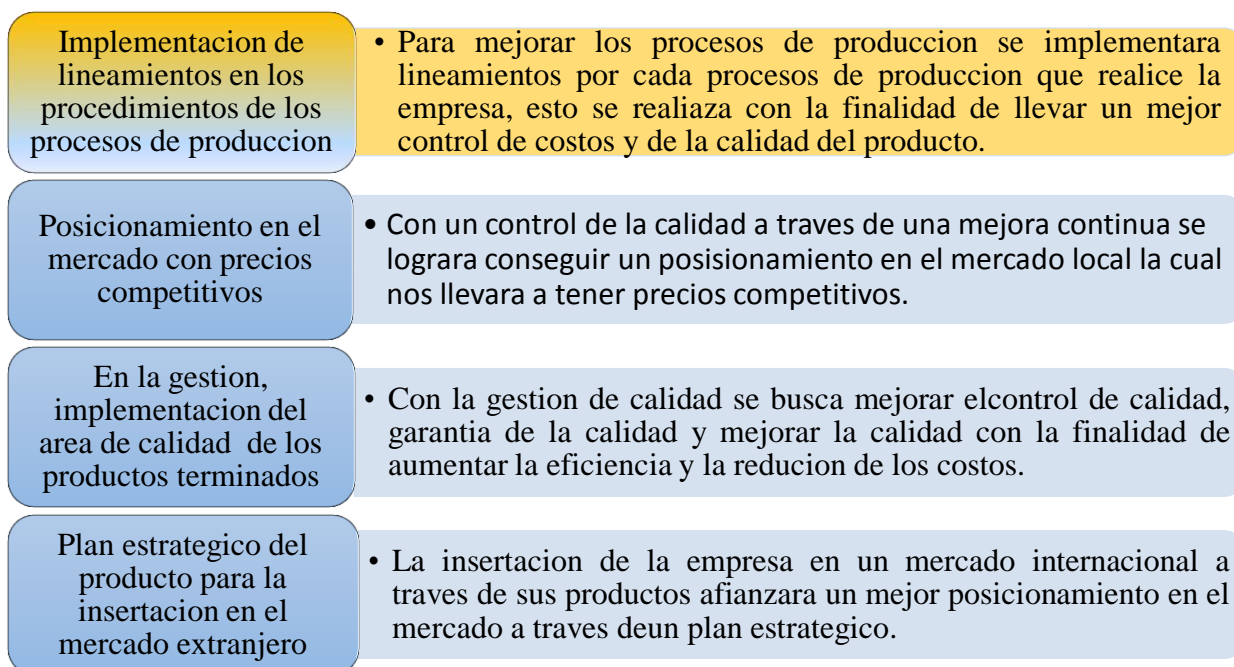 Implementacion de
lineamientos en los
procedimientos de los
procesos de produccion
• Para mejorar los procesos de produccion se implementara
lineamientos por cada procesos de produccion que realice la
empresa, esto se realiaza con la finalidad de llevar un mejor
control de costos y de la calidad del producto.
Posicionamiento en el
mercado con precios
competitivos
• Con un control de la calidad a traves de una mejora continua se
lograra conseguir un posisionamiento en el mercado local la cual
nos llevara a tener precios competitivos.
En la gestion,
implementacion del
area de calidad de los
productos terminados
• Con la gestion de calidad se busca mejorar elcontrol de calidad,
garantia de la calidad y mejorar la calidad con la finalidad de
aumentar la eficiencia y la reducion de los costos.
Plan estrategico del
producto para la
insertacion en el
mercado extranjero
• La insertacion de la empresa en un mercado internacional a
traves de sus productos afianzara un mejor posicionamiento en el
mercado a traves deun plan estrategico.